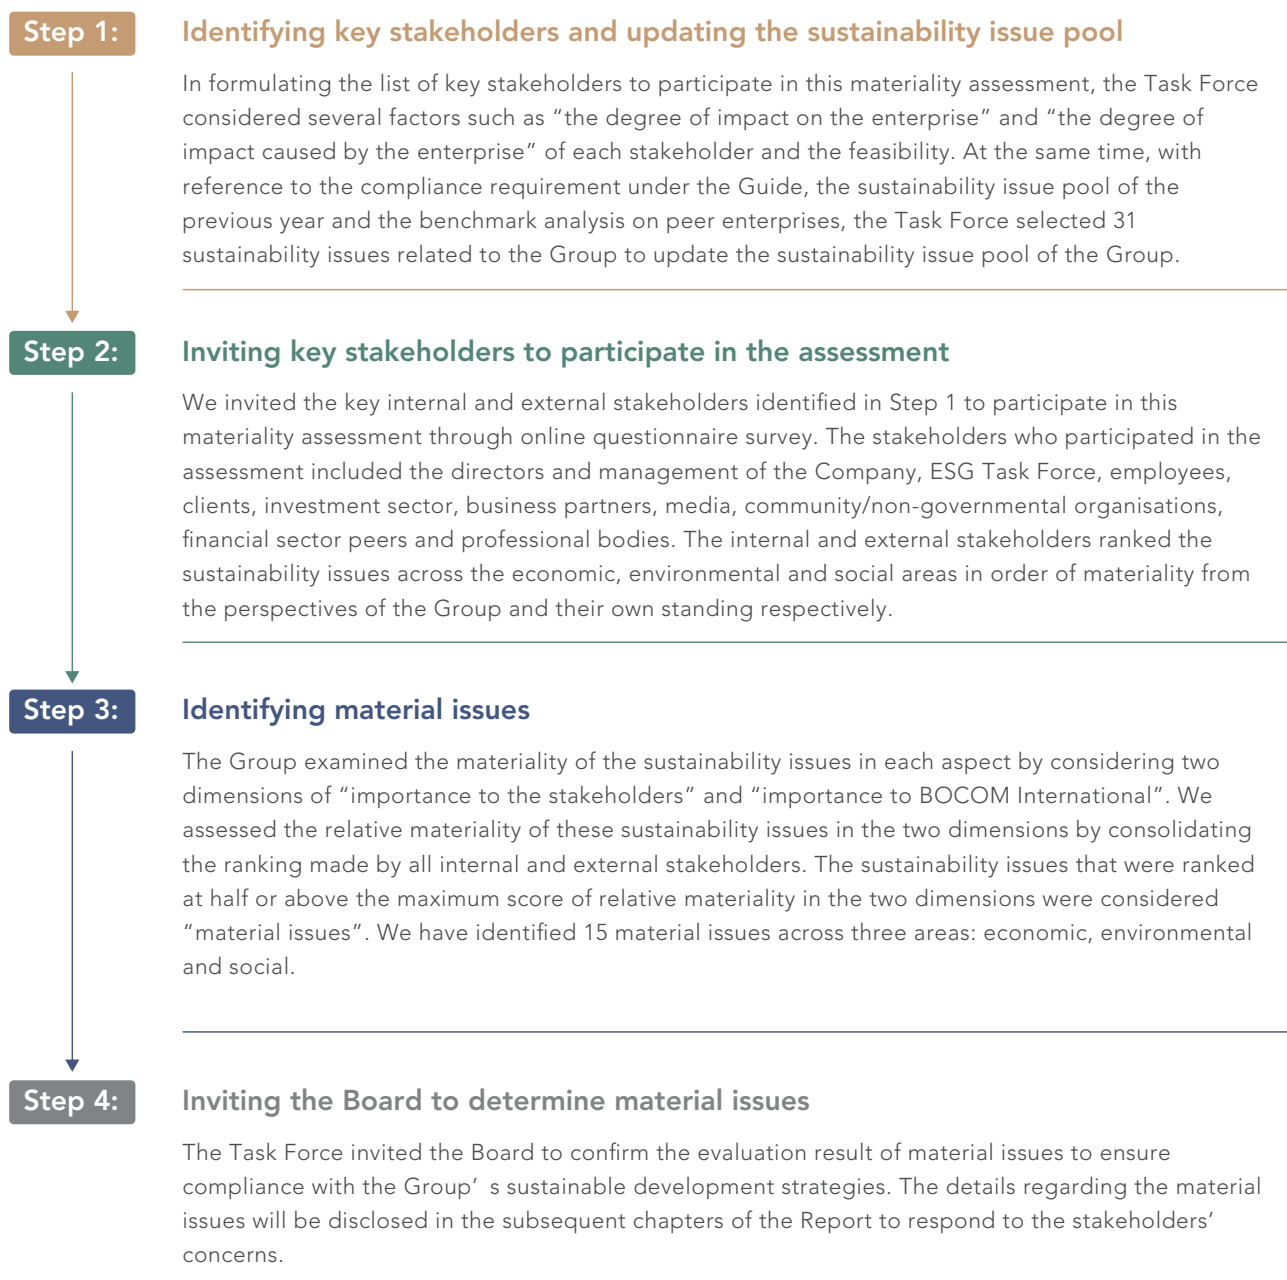 Step 1:
Identifying key stakeholders and updating the sustainability issue pool
In formulating the list of key stakeholders to participate in this materiality assessment, the Task Force
considered several factors such as “the degree of impact on the enterprise” and “the degree of
impact caused by the enterprise” of each stakeholder and the feasibility. At the same time, with
reference to the compliance requirement under the Guide, the sustainability issue pool of the
previous year and the benchmark analysis on peer enterprises, the Task Force selected 31
sustainability issues related to the Group to update the sustainability issue pool of the Group.
Step 2:
Inviting key stakeholders to participate in the assessment
We invited the key internal and external stakeholders identified in Step 1 to participate in this
materiality assessment through online questionnaire survey. The stakeholders who participated in the
assessment included the directors and management of the Company, ESG Task Force, employees,
clients, investment sector, business partners, media, community/non-governmental organisations,
financial sector peers and professional bodies. The internal and external stakeholders ranked the
sustainability issues across the economic, environmental and social areas in order of materiality from
the perspectives of the Group and their own standing respectively.
Step 3:
Identifying material issues
The Group examined the materiality of the sustainability issues in each aspect by considering two
dimensions of “importance to the stakeholders” and “importance to BOCOM International”. We
assessed the relative materiality of these sustainability issues in the two dimensions by consolidating
the ranking made by all internal and external stakeholders. The sustainability issues that were ranked
at half or above the maximum score of relative materiality in the two dimensions were considered
“material issues”. We have identified 15 material issues across three areas: economic, environmental
and social.
Step 4:
Inviting the Board to determine material issues
The Task Force invited the Board to confirm the evaluation result of material issues to ensure
compliance with the Group’ s sustainable development strategies. The details regarding the material
issues will be disclosed in the subsequent chapters of the Report to respond to the stakeholders’
concerns.